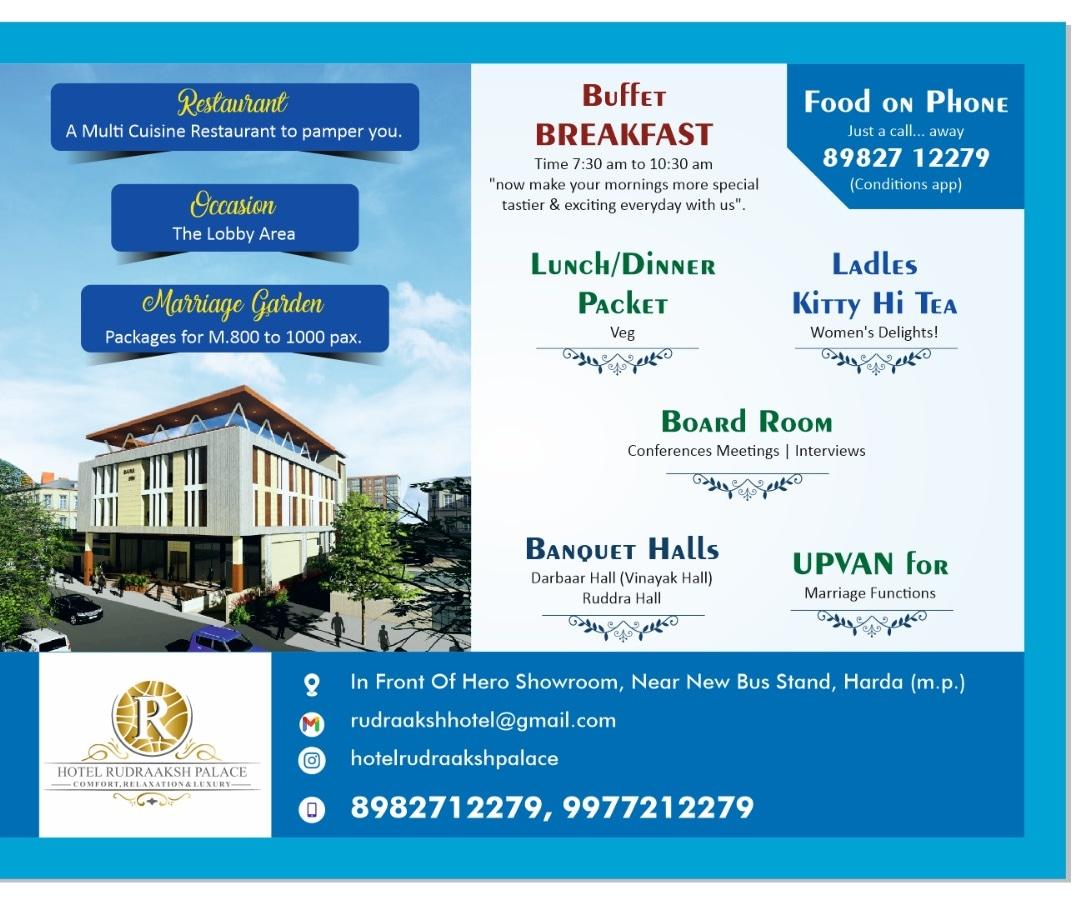 Restaurant
A Multi Cuisine Restaurant to pamper you.
Occasion
The Lobby Area
Marriage Garden
Packages for M.800 to 1000 pax.
Buffet
BREAKFAST
Time 7:30 am to 10:30 am
"now make your mornings more special
tastier & exciting everyday with us".
Food on Phone
Just a call... away
89827 12279
(Conditions app)
Lunch/Dinner
Packet
Veg
Ladles
Kitty Hi Tea
Women's Delights!
Board Room
Conferences Meetings | Interviews
Banquet Halls
Darbaar Hall (Vinayak Hall)
Ruddra Hall
UPVAN for
Marriage Functions
R
HOTEL RUDRAAKSH PALACE
COMFORT, RELAXATION & LUXURY
In Front Of Hero Showroom, Near New Bus Stand, Harda (m.p.)
rudraakshhotel@gmail.com
hotelrudraakshpalace
8982712279, 9977212279